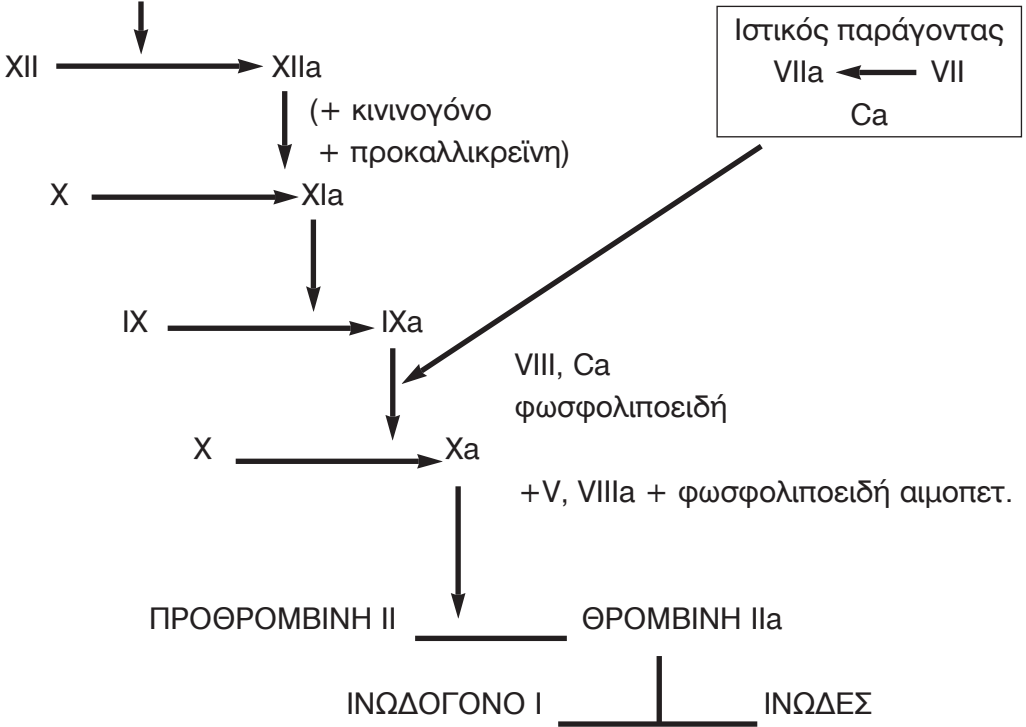 Ιστικός παράγοντας
VIIa VII
Ca
XII XIIa
(+ κινινογόνο
+ προκαλλικρεΐνη)
X XIa
IX IXa
VIII, Ca
φωσφολιποειδή
X Xa
+V, VIIIa + φωσφολιποειδή αιμοπετ.
ΠΡΟΘΡΟΜΒΙΝΗ II ΘΡΟΜΒΙΝΗ IIa
ΙΝΩΔΟΓΟΝΟ I ΙΝΩΔΕΣ